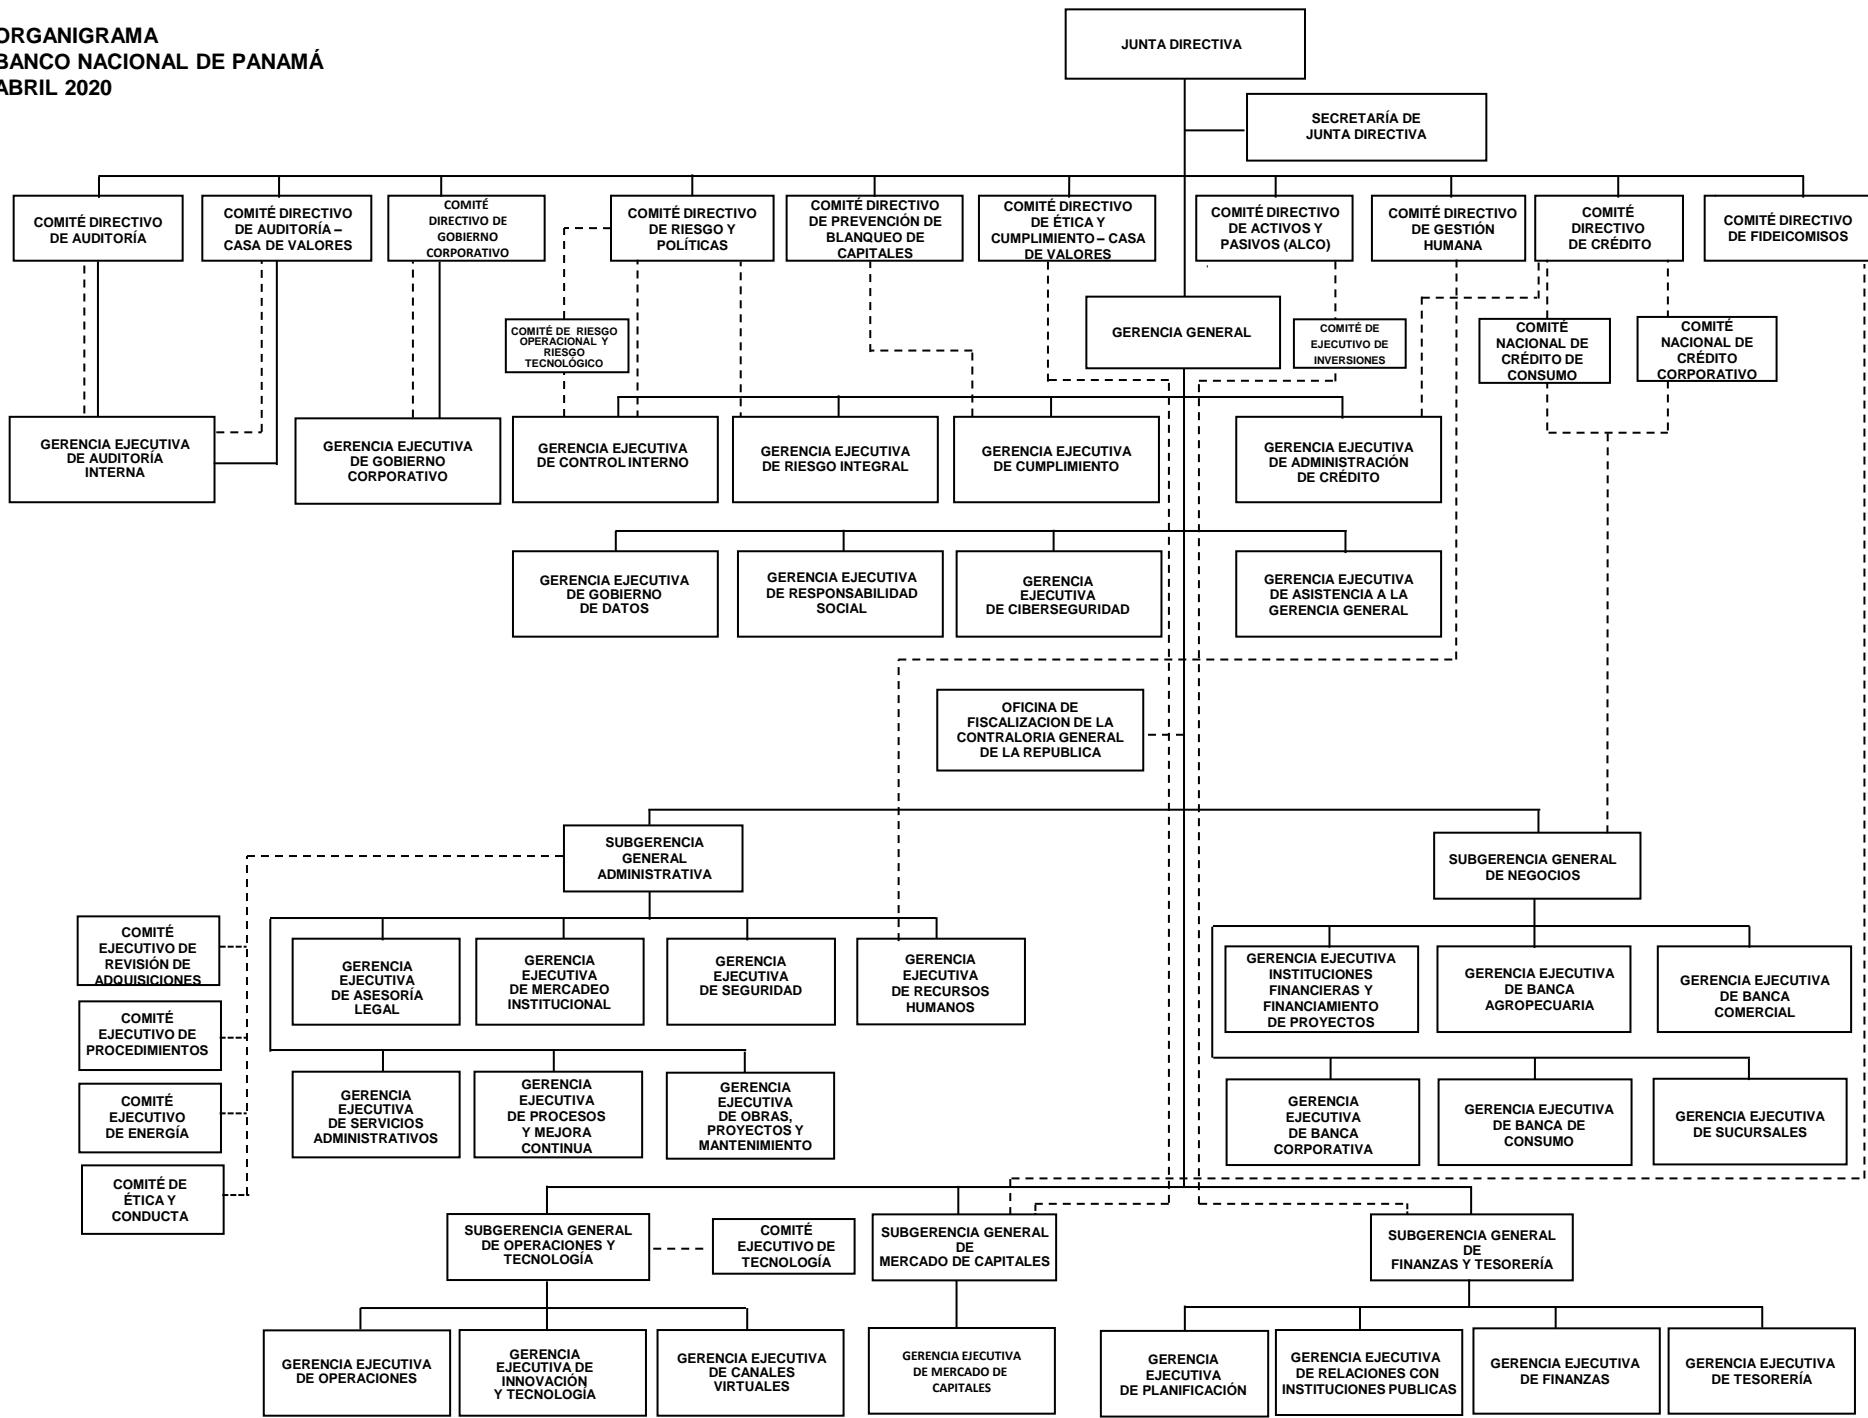 ORGANIGRAMA
BANCO NACIONAL DE PANAMÁ
ABRIL 2020
JUNTA DIRECTIVA
SECRETARÍA DE
JUNTA DIRECTIVA
COMITÉ DIRECTIVO
DE AUDITORÍA
COMITÉ DIRECTIVO
DE AUDITORÍA –
CASA DE VALORES
COMITÉ
DIRECTIVO DE
GOBIERNO
CORPORATIVO
COMITÉ DIRECTIVO
DE RIESGO Y
POLÍTICAS
COMITÉ DIRECTIVO
DE PREVENCIÓN DE
BLANQUEO DE
CAPITALES
COMITÉ DIRECTIVO
DE ÉTICA Y
CUMPLIMIENTO – CASA
DE VALORES
COMITÉ DIRECTIVO
DE ACTIVOS Y
PASIVOS (ALCO)
COMITÉ DIRECTIVO
DE GESTIÓN
HUMANA
COMITÉ
DIRECTIVO
DE CRÉDITO
COMITÉ DIRECTIVO
DE FIDEICOMISOS
COMITÉ DE RIESGO
OPERACIONAL Y
RIESGO
TECNOLÓGICO
GERENCIA GENERAL
COMITÉ DE
EJECUTIVO DE
INVERSIONES
COMITÉ
NACIONAL DE
CRÉDITO DE
CONSUMO
COMITÉ
NACIONAL DE
CRÉDITO
CORPORATIVO
GERENCIA EJECUTIVA
DE AUDITORÍA
INTERNA
GERENCIA EJECUTIVA
DE GOBIERNO
CORPORATIVO
GERENCIA EJECUTIVA
DE CONTROL INTERNO
GERENCIA EJECUTIVA
DE RIESGO INTEGRAL
GERENCIA EJECUTIVA
DE CUMPLIMIENTO
GERENCIA EJECUTIVA
DE ADMINISTRACIÓN
DE CRÉDITO
GERENCIA EJECUTIVA
DE GOBIERNO
DE DATOS
GERENCIA EJECUTIVA
DE RESPONSABILIDAD
SOCIAL
GERENCIA
EJECUTIVA
DE CIBERSEGURIDAD
GERENCIA EJECUTIVA
DE ASISTENCIA A LA
GERENCIA GENERAL
OFICINA DE
FISCALIZACION DE LA
CONTRALORIA GENERAL
DE LA REPUBLICA
SUBGERENCIA
GENERAL
ADMINISTRATIVA
SUBGERENCIA GENERAL
DE NEGOCIOS
COMITÉ
EJECUTIVO DE
REVISIÓN DE
ADQUISICIONES
COMITÉ
EJECUTIVO DE
PROCEDIMIENTOS
COMITÉ
EJECUTIVO
DE ENERGÍA
COMITÉ DE
ÉTICA Y
CONDUCTA
GERENCIA
EJECUTIVA
DE ASESORÍA
LEGAL
GERENCIA
EJECUTIVA
DE MERCADEO
INSTITUCIONAL
GERENCIA
EJECUTIVA
DE SEGURIDAD
GERENCIA
EJECUTIVA
DE RECURSOS
HUMANOS
GERENCIA EJECUTIVA
INSTITUCIONES
FINANCIERAS Y
FINANCIAMIENTO
DE PROYECTOS
GERENCIA EJECUTIVA
DE BANCA
AGROPECUARIA
GERENCIA EJECUTIVA
DE BANCA
COMERCIAL
GERENCIA
EJECUTIVA
DE SERVICIOS
ADMINISTRATIVOS
GERENCIA
EJECUTIVA
DE PROCESOS
Y MEJORA
CONTINUA
GERENCIA
EJECUTIVA
DE OBRAS,
PROYECTOS Y
MANTENIMIENTO
GERENCIA
EJECUTIVA
DE BANCA
CORPORATIVA
GERENCIA EJECUTIVA
DE BANCA DE
CONSUMO
GERENCIA EJECUTIVA
DE SUCURSALES
SUBGERENCIA GENERAL
DE OPERACIONES Y
TECNOLOGÍA
COMITÉ
EJECUTIVO DE
TECNOLOGÍA
SUBGERENCIA GENERAL
DE
MERCADO DE CAPITALES
SUBGERENCIA GENERAL
DE
FINANZAS Y TESORERÍA
GERENCIA EJECUTIVA
DE OPERACIONES
GERENCIA
EJECUTIVA DE
INNOVACIÓN
Y TECNOLOGÍA
GERENCIA EJECUTIVA
DE CANALES
VIRTUALES
GERENCIA EJECUTIVA
DE MERCADO DE
CAPITALES
GERENCIA
EJECUTIVA
DE PLANIFICACIÓN
GERENCIA EJECUTIVA
DE RELACIONES CON
INSTITUCIONES PUBLICAS
GERENCIA EJECUTIVA
DE FINANZAS
GERENCIA EJECUTIVA
DE TESORERÍA